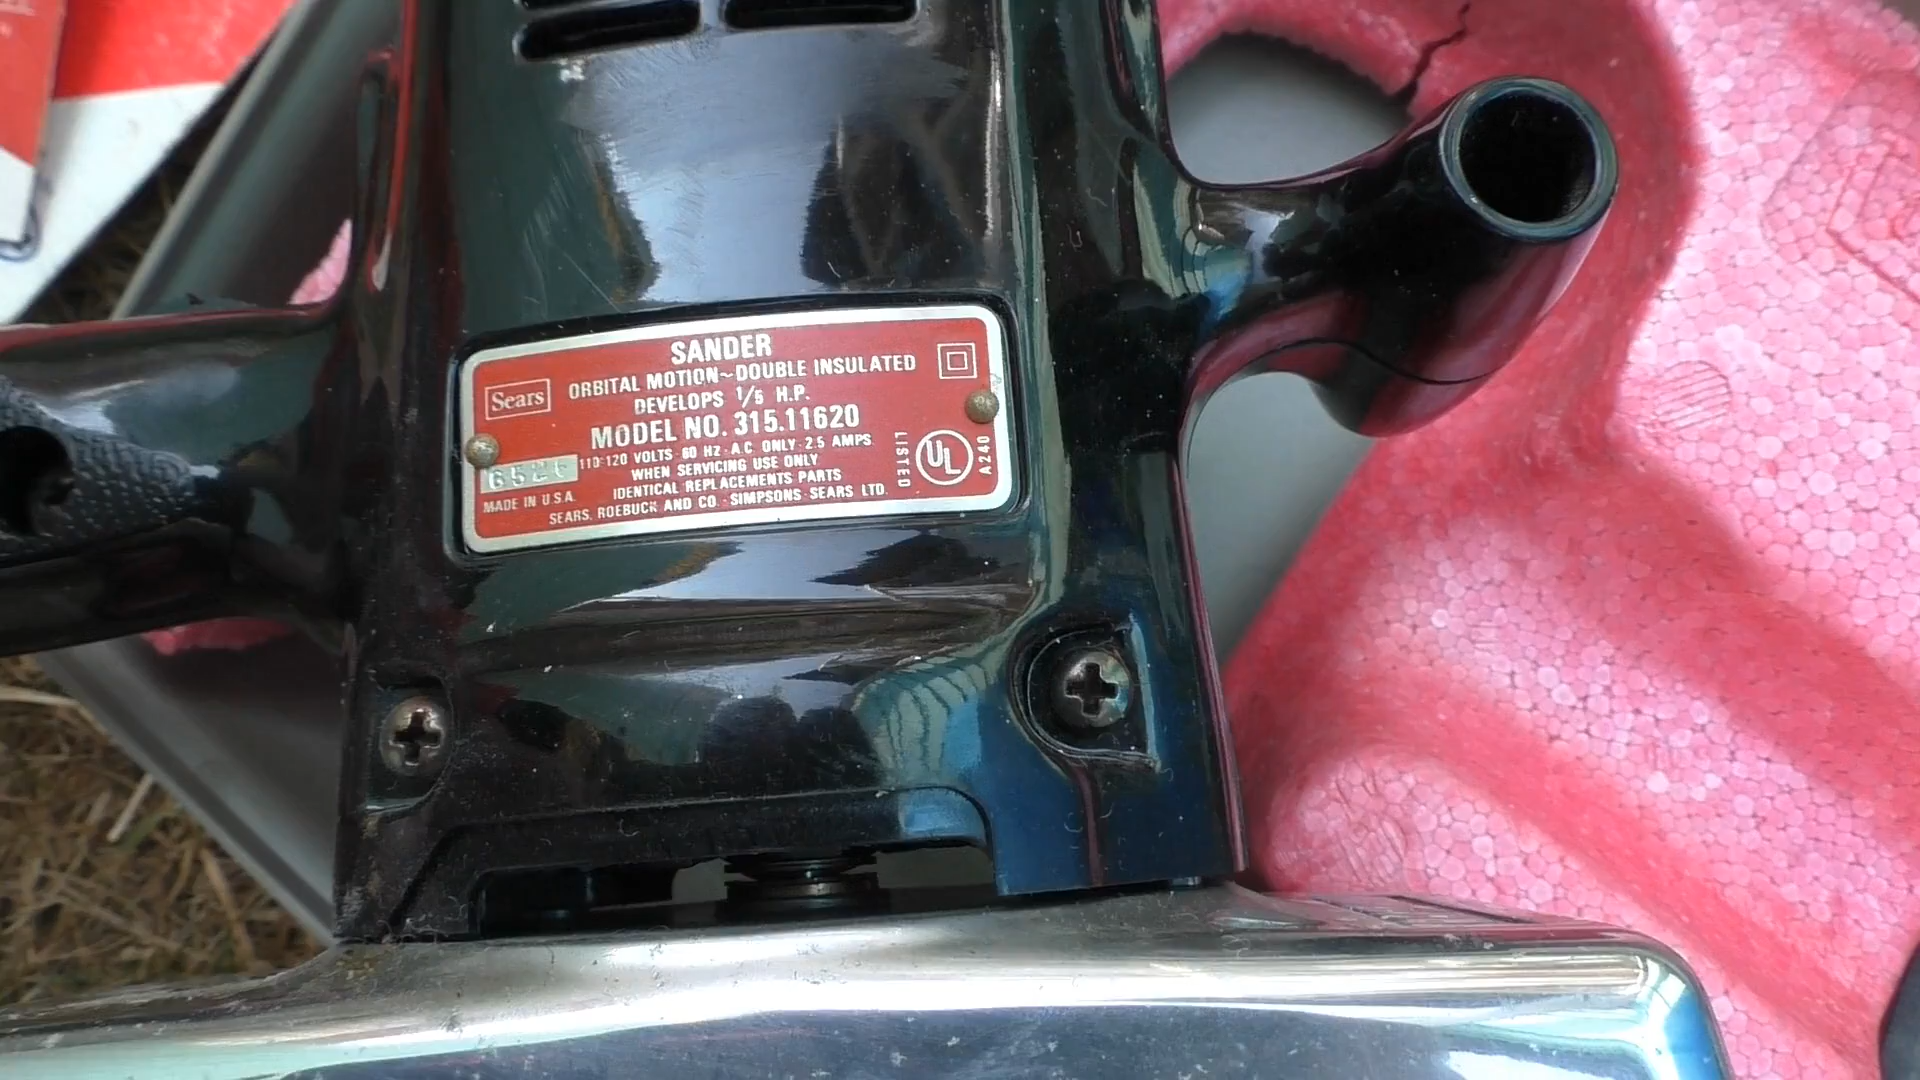 SANDER
Sears
ORBITAL MOTION~DOUBLE INSULATED
DEVELOPS 1/5 H.P.
MODEL NO. 315.11620
110-120 VOLTS · 60 HZ · A.C. ONLY · 2.5 AMPS
WHEN SERVICING USE ONLY
IDENTICAL REPLACEMENTS PARTS
MADE IN U.S.A.
SEARS, ROEBUCK AND CO. - SIMPSONS-SEARS LTD.
LISTED
UL
A240